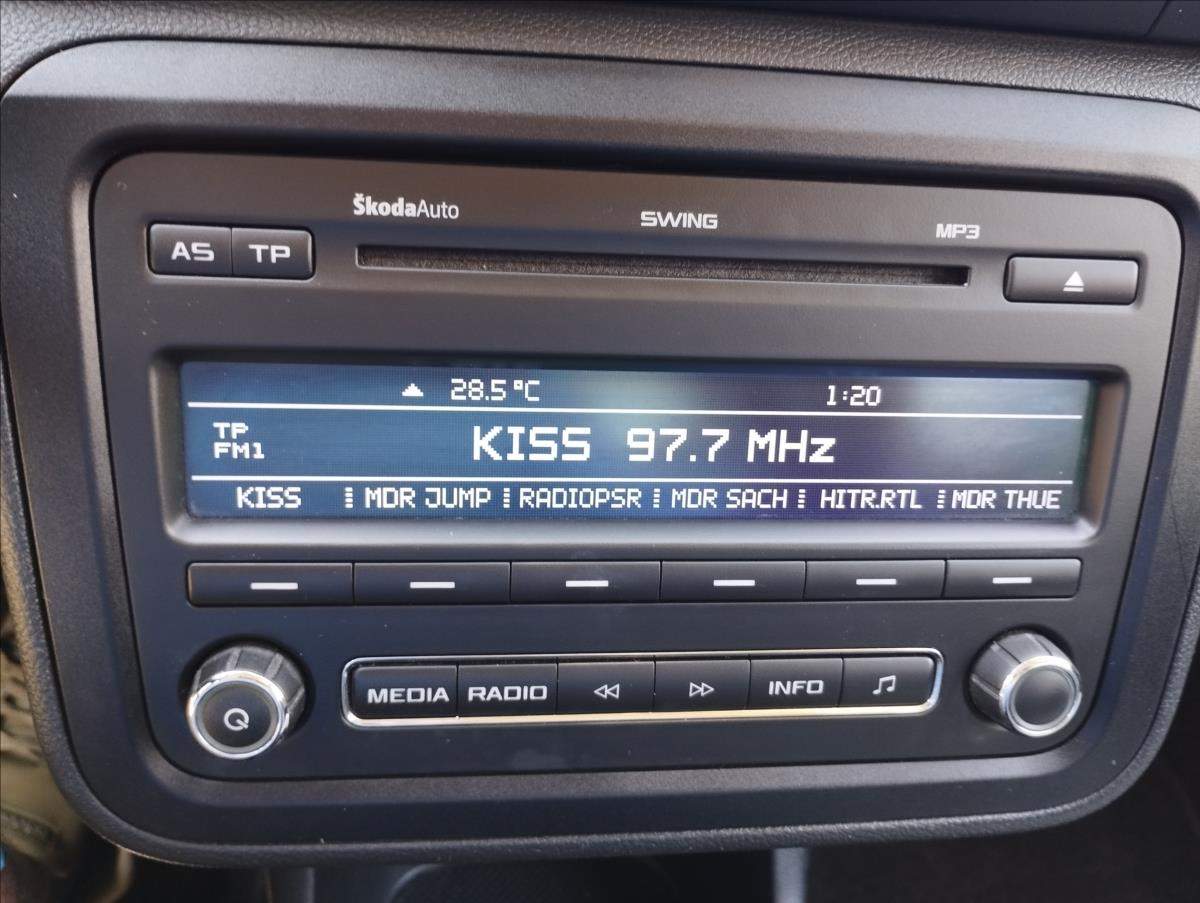 ŠkodaAuto SWING MP3
AS TP
28.5°C 1:20
TP
FM1
KISS 97.7 MHz
KISS MDR JUMP RADIOPSR MDR SACH HITR.RTL MDR THUE
MEDIA RADIO INFO